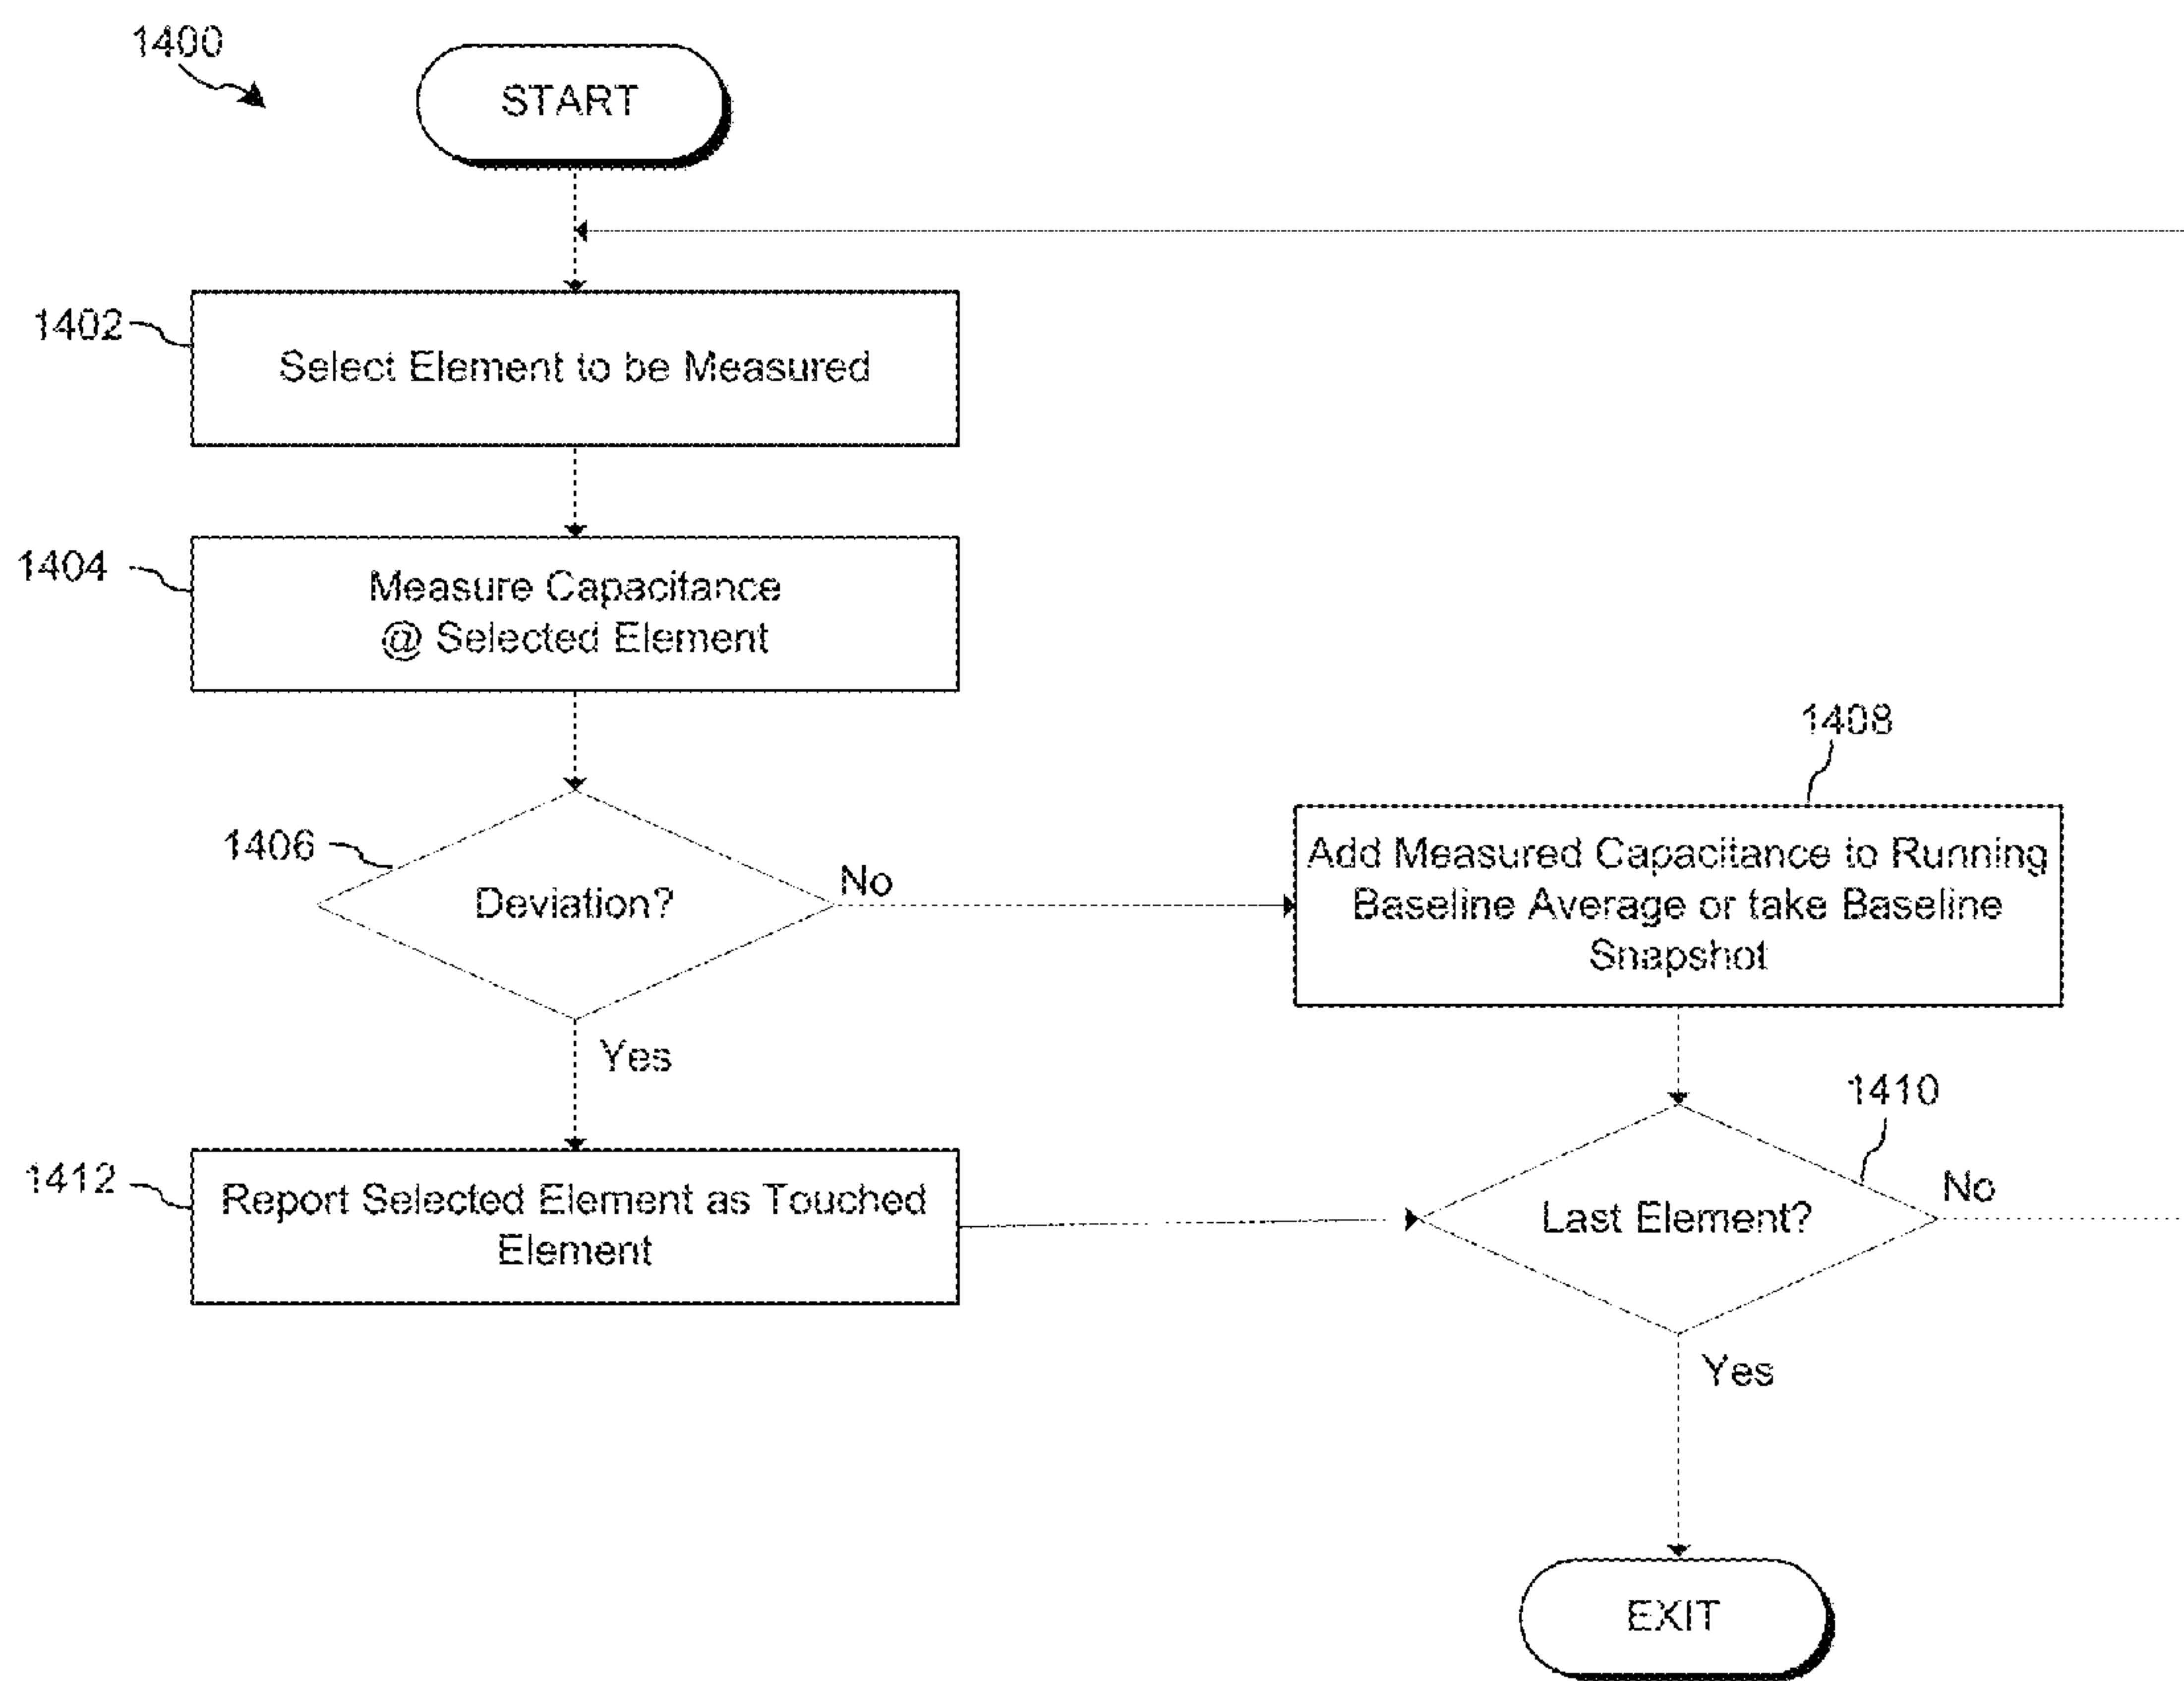 1400
START
1402
Select Element to be Measured
1404
Measure Capacitance
@ Selected Element
1406
Deviation?
No
Yes
1408
Add Measured Capacitance to Running
Baseline Average or take Baseline
Snapshot
1410
Last Element?
No
Yes
1412
Report Selected Element as Touched
Element
EXIT